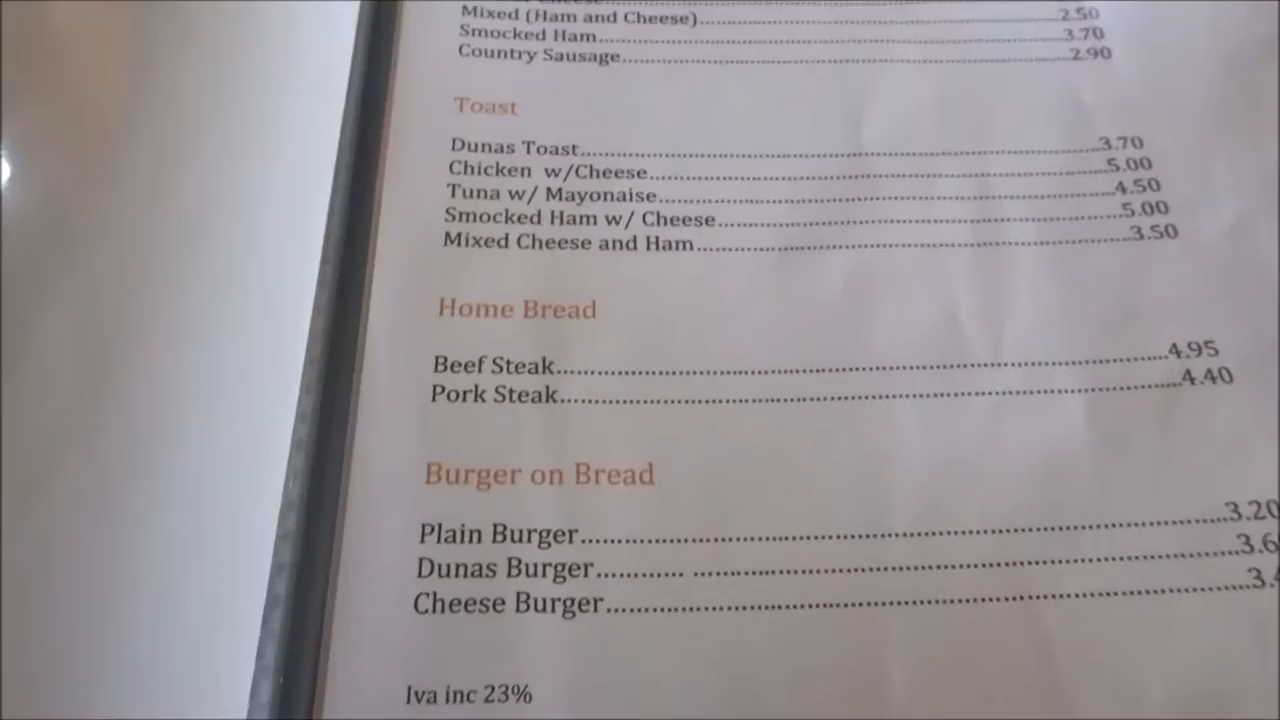 Mixed (Ham and Cheese) 2.50
Smocked Ham 3.70
Country Sausage 2.90
Toast
Dunas Toast 3.70
Chicken w/Cheese 5.00
Tuna w/ Mayonaise 4.50
Smocked Ham w/ Cheese 5.00
Mixed Cheese and Ham 3.50
Home Bread
Beef Steak 4.95
Pork Steak 4.40
Burger on Bread
Plain Burger 3.20
Dunas Burger
Cheese Burger
Iva inc 23%